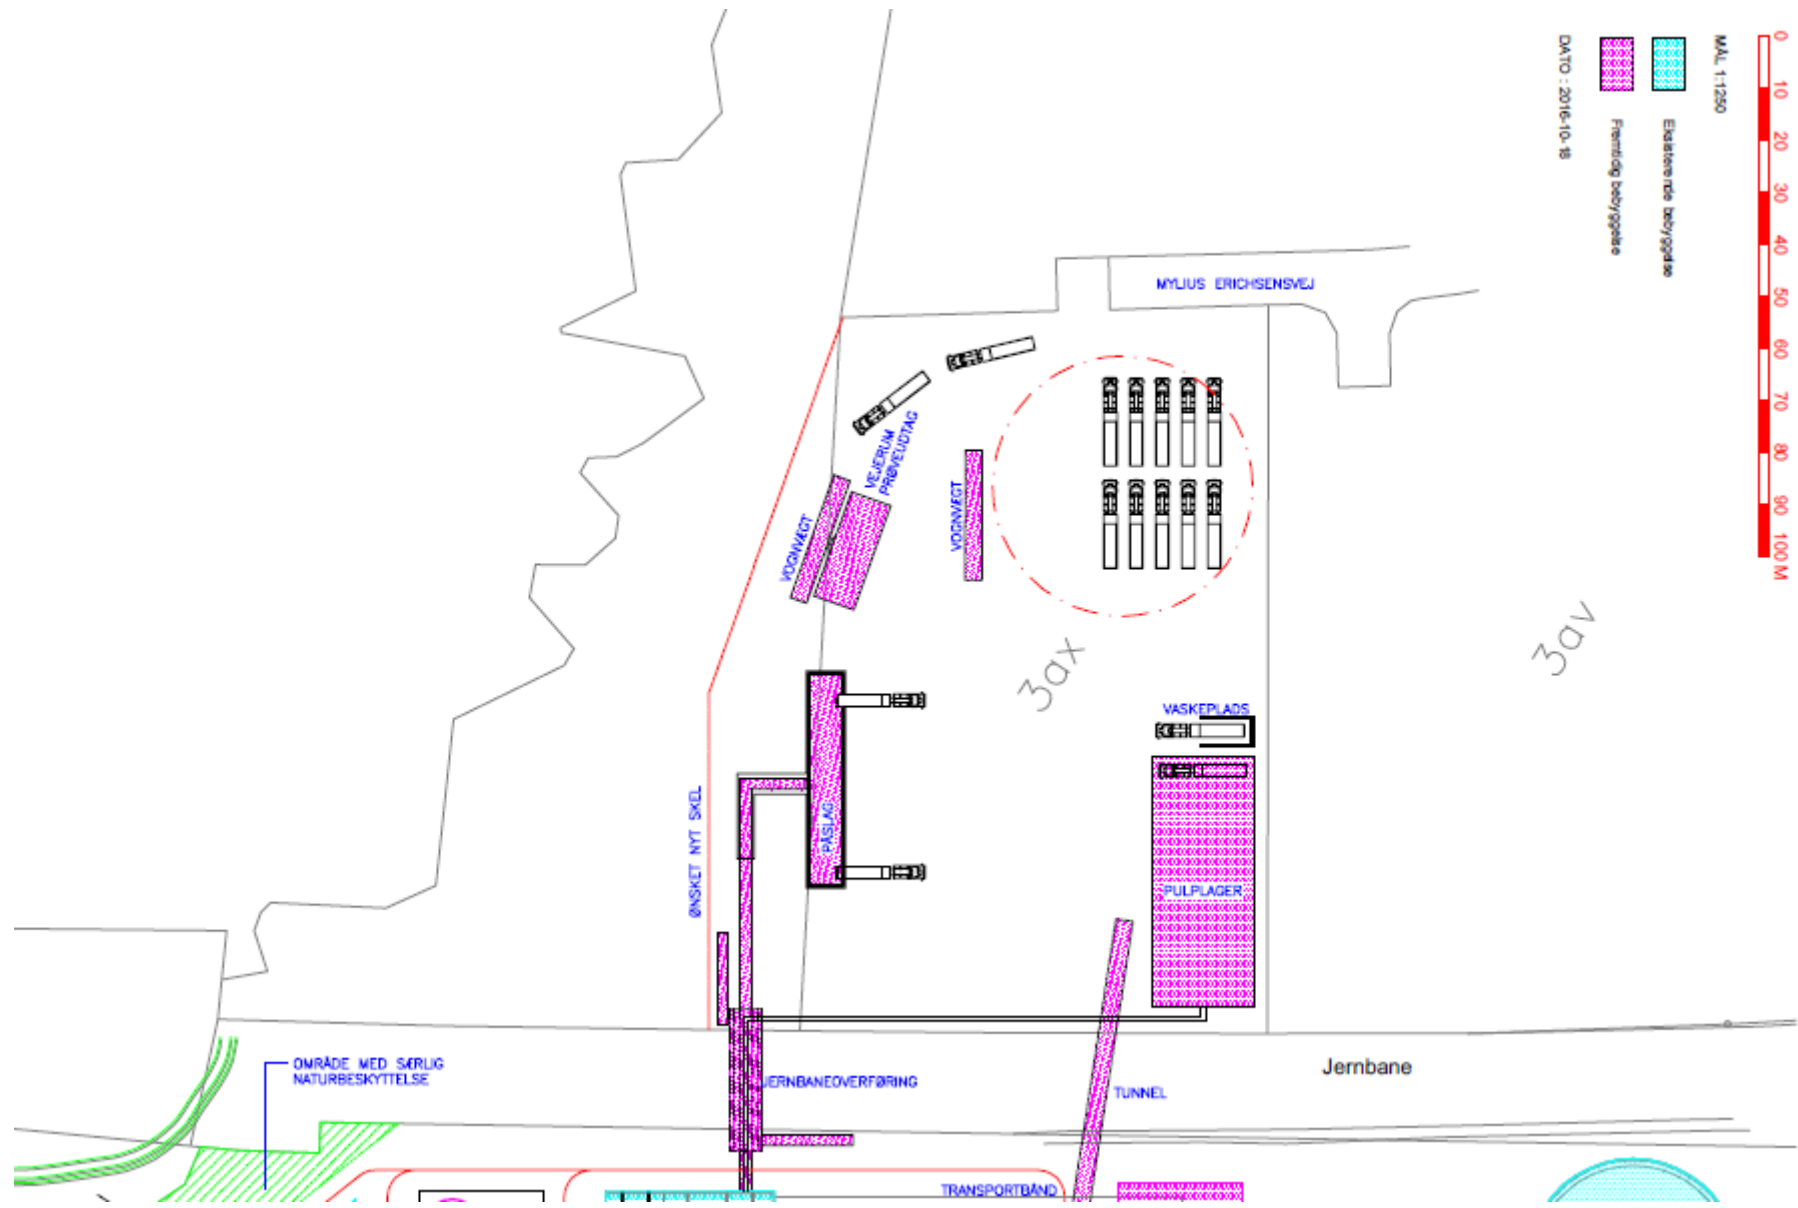 0 10 20 30 40 50 60 70 80 90 100 M
MÅL 1:1250
Eksisterende bebyggelse
Fremtidig bebyggelse
DATO : 2016-10-18
MYLIUS ERICHSENSVEJ
VEJERUM
PRØVEUDTAG
VOGNVÆGT
VOGNVÆGT
3ax
3av
VASKEPLADS
ØNSKET NYT SKEL
PÅSLAG
PULPLAGER
OMRÅDE MED SÆRLIG
NATURBESKYTTELSE
JERNBANEOVERFØRING
TUNNEL
Jernbane
TRANSPORTBÅND